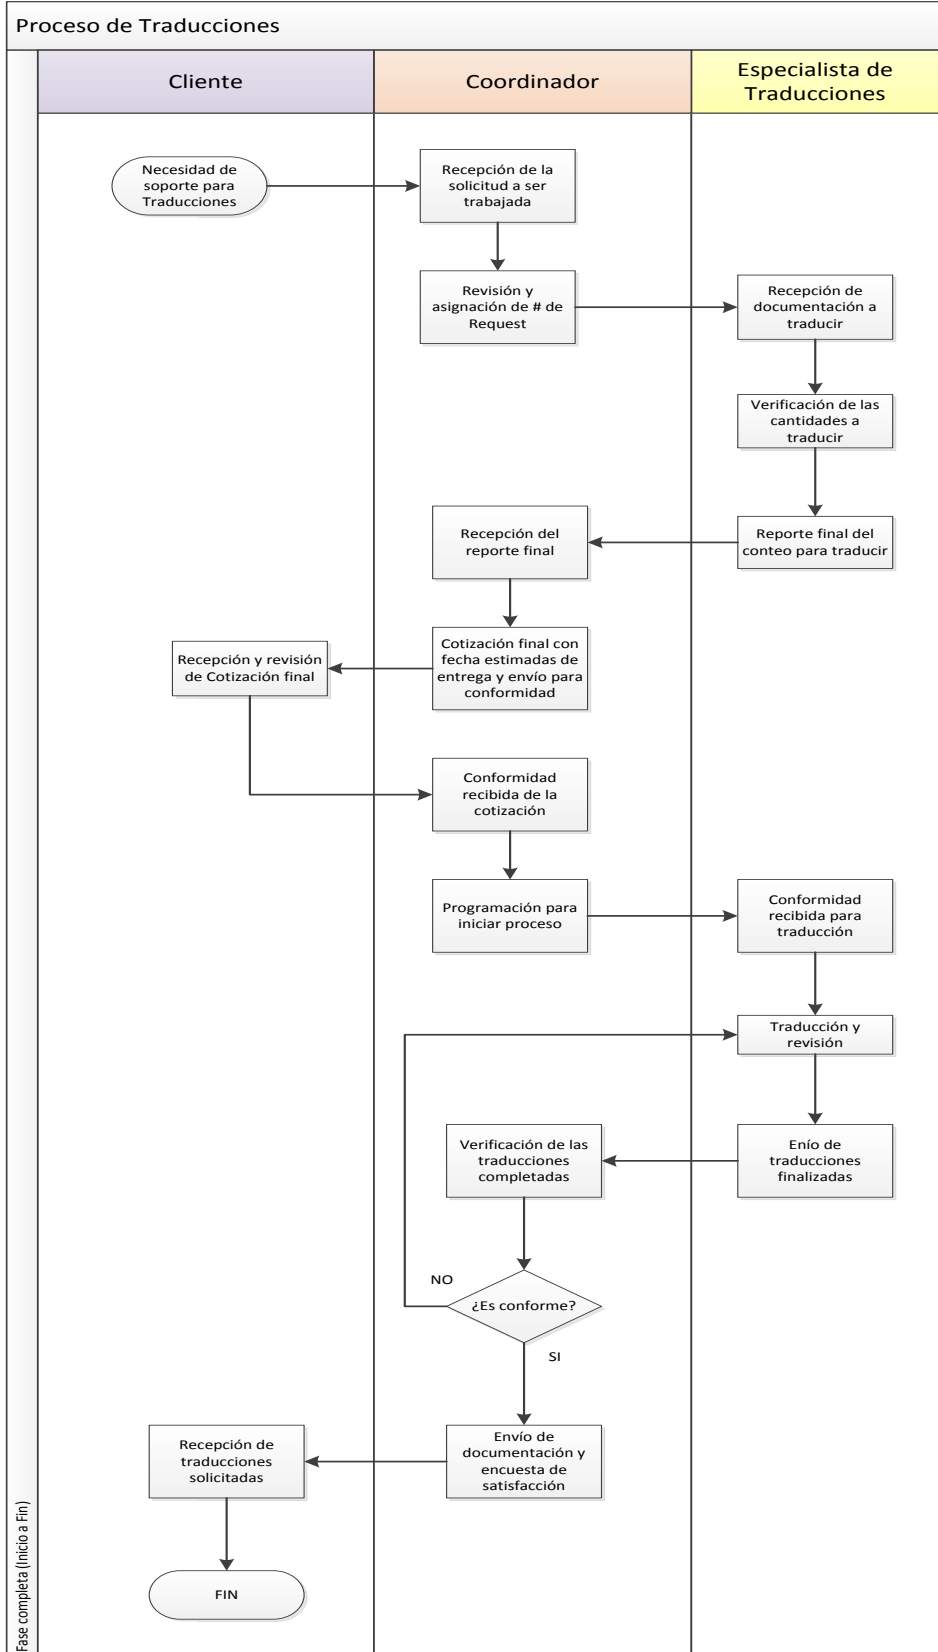 Proceso de Traducciones
Cliente
Coordinador
Especialista de
Traducciones
Necesidad de
soporte para
Traducciones
Recepción de la
solicitud a ser
trabajada
Revisión y
asignación de # de
Request
Recepción de
documentación a
traducir
Verificación de las
cantidades a
traducir
Reporte final del
conteo para traducir
Recepción del
reporte final
Cotización final con
fecha estimadas de
entrega y envío para
conformidad
Recepción y revisión
de Cotización final
Conformidad
recibida de la
cotización
Programación para
iniciar proceso
Conformidad
recibida para
traducción
Traducción y
revisión
Enío de
traducciones
finalizadas
Verificación de las
traducciones
completadas
¿Es conforme?
NO
SI
Envío de
documentación y
encuesta de
satisfacción
Recepción de
traducciones
solicitadas
FIN
Fase completa (Inicio a Fin)